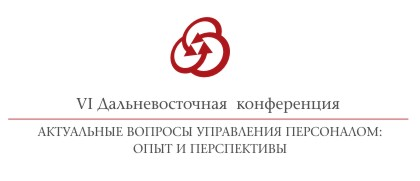 VI Дальневосточная конференция
АКТУАЛЬНЫЕ ВОПРОСЫ УПРАВЛЕНИЯ ПЕРСОНАЛОМ:
ОПЫТ И ПЕРСПЕКТИВЫ